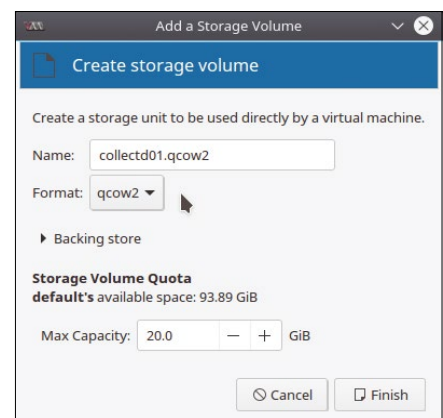 Add a Storage Volume
Create storage volume
Create a storage unit to be used directly by a virtual machine.
Name: collectd01.qcow2
Format: qcow2
Backing store
Storage Volume Quota
default's available space: 93.89 GiB
Max Capacity: 20.0 − + GiB
Cancel Finish